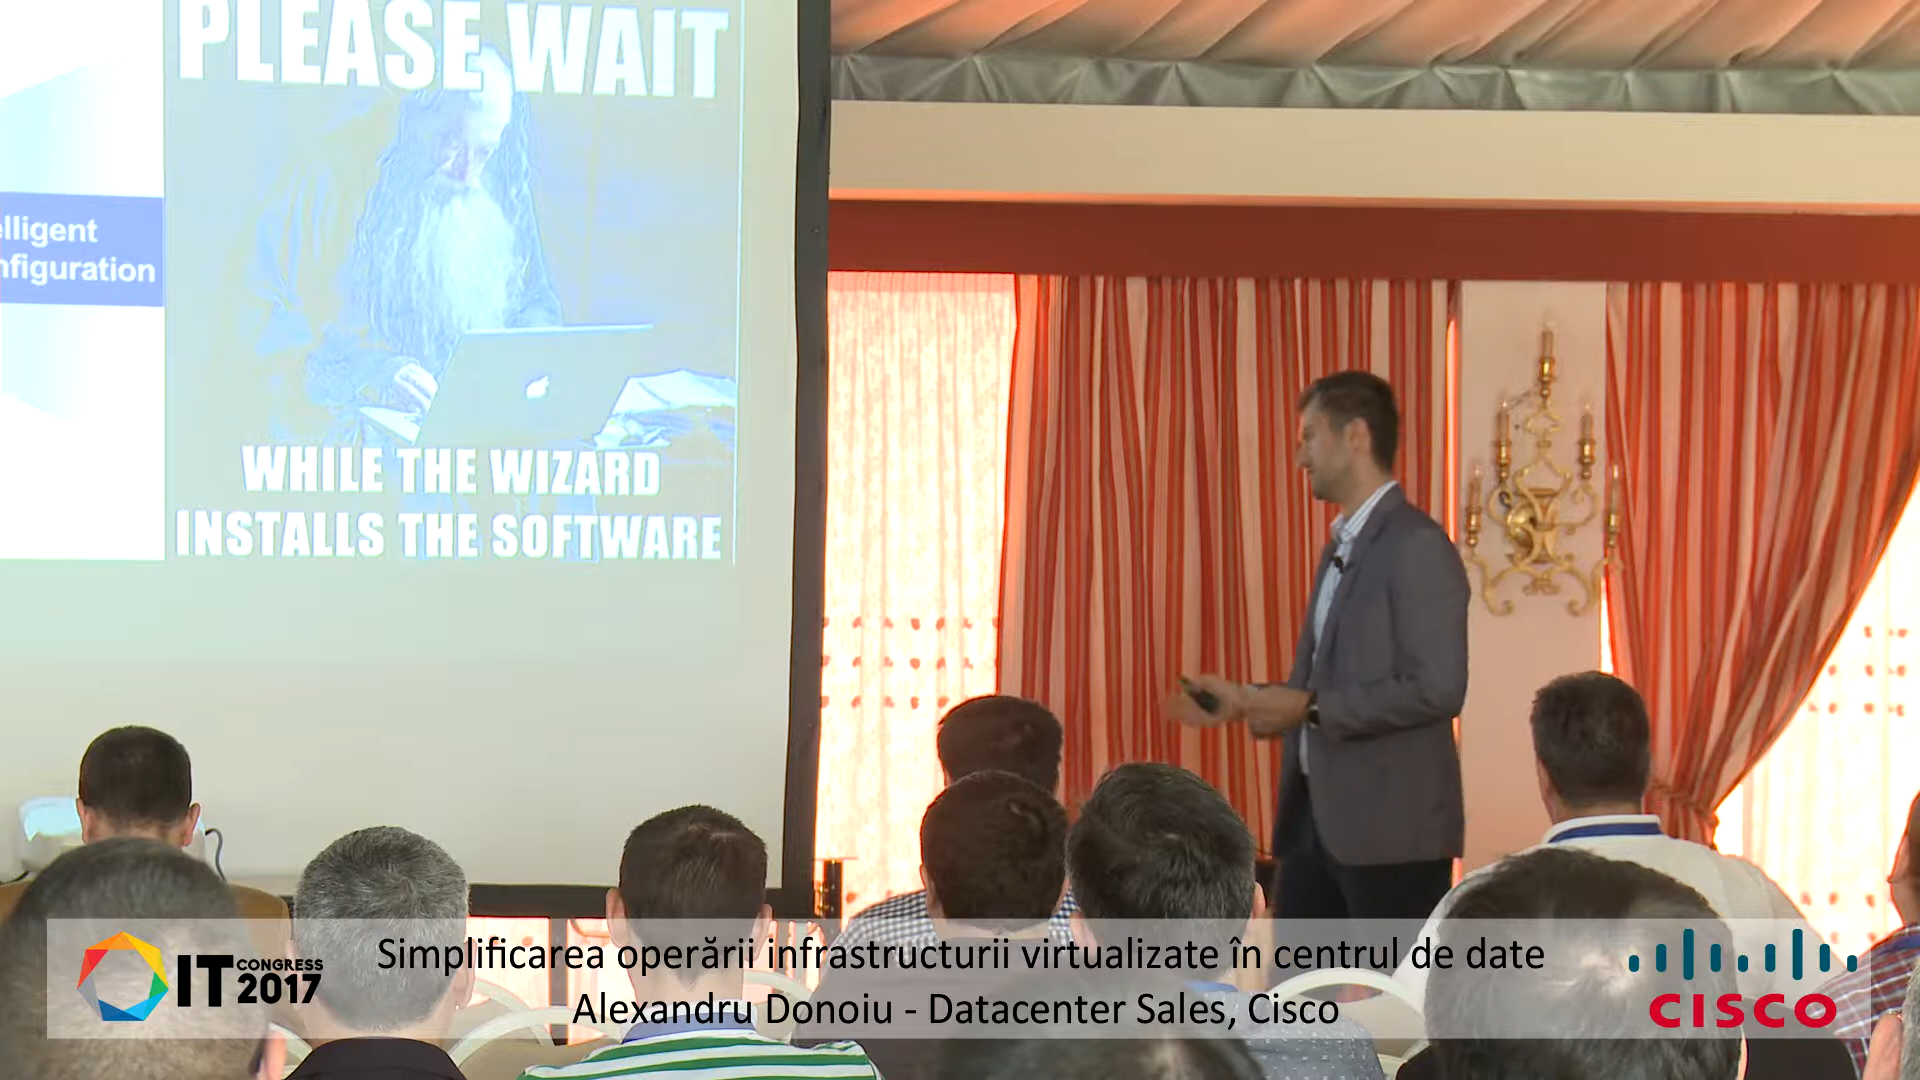 PLEASE WAIT
elligent
nfiguration
WHILE THE WIZARD
INSTALLS THE SOFTWARE
IT CONGRESS 2017
Simplificarea operării infrastructurii virtualizate în centrul de date
Alexandru Donoiu - Datacenter Sales, Cisco
CISCO